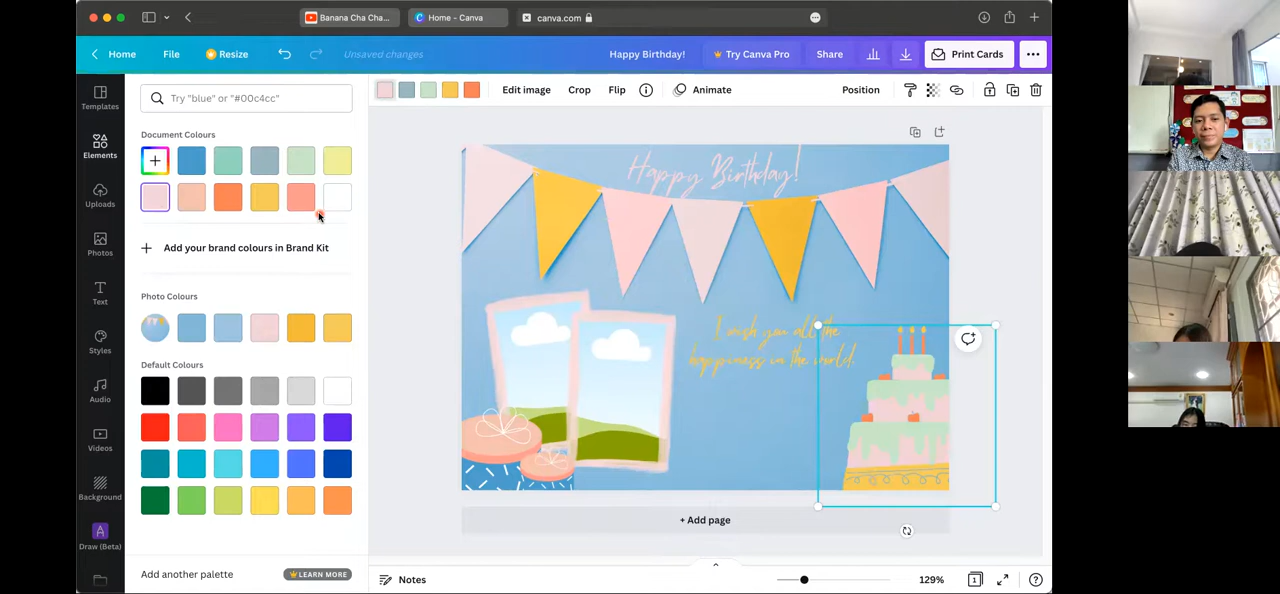 Banana Cha Cha...
Home - Canva
canva.com
Home
File
Resize
Unsaved changes
Happy Birthday!
Try Canva Pro
Share
Print Cards
Templates
Elements
Uploads
Photos
Text
Styles
Audio
Videos
Background
Draw (Beta)
Try "blue" or "#00c4cc"
Document Colours
Add your brand colours in Brand Kit
Photo Colours
Default Colours
Add another palette
LEARN MORE
Edit image
Crop
Flip
Animate
Position
Happy Birthday!
I wish you all the
happiness in the world.
+ Add page
Notes
129%
1